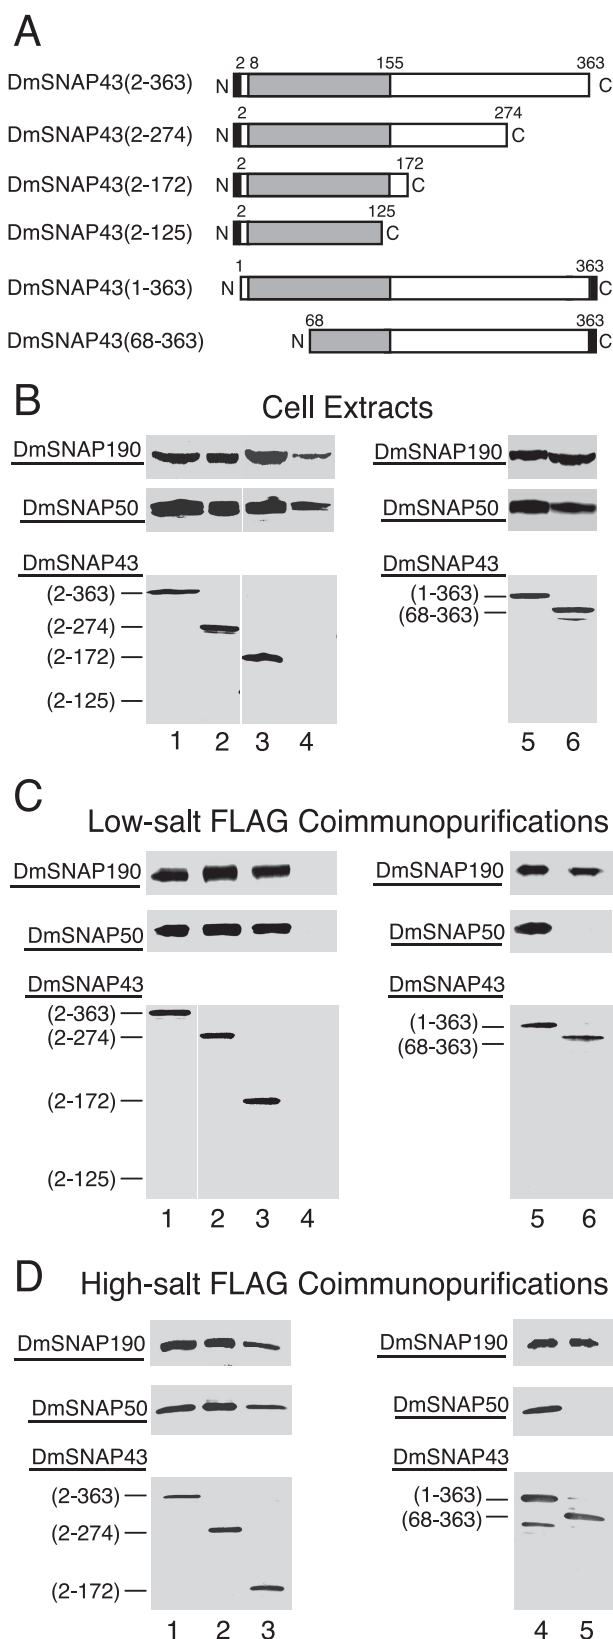 A
2 8 155 363
DmSNAP43(2-363) N C
2 274
DmSNAP43(2-274) N C
2 172
DmSNAP43(2-172) N C
2 125
DmSNAP43(2-125) N C
1 363
DmSNAP43(1-363) N C
68 363
DmSNAP43(68-363) N C
B Cell Extracts
DmSNAP190 DmSNAP190
DmSNAP50 DmSNAP50
DmSNAP43 DmSNAP43
(2-363) (1-363)
(2-274) (68-363)
(2-172)
(2-125)
1 2 3 4 5 6
C
Low-salt FLAG Coimmunopurifications
DmSNAP190 DmSNAP190
DmSNAP50 DmSNAP50
DmSNAP43 DmSNAP43
(2-363) (1-363)
(2-274) (68-363)
(2-172)
(2-125)
1 2 3 4 5 6
D High-salt FLAG Coimmunopurifications
DmSNAP190 DmSNAP190
DmSNAP50 DmSNAP50
DmSNAP43 DmSNAP43
(2-363) (1-363)
(2-274) (68-363)
(2-172)
1 2 3 4 5